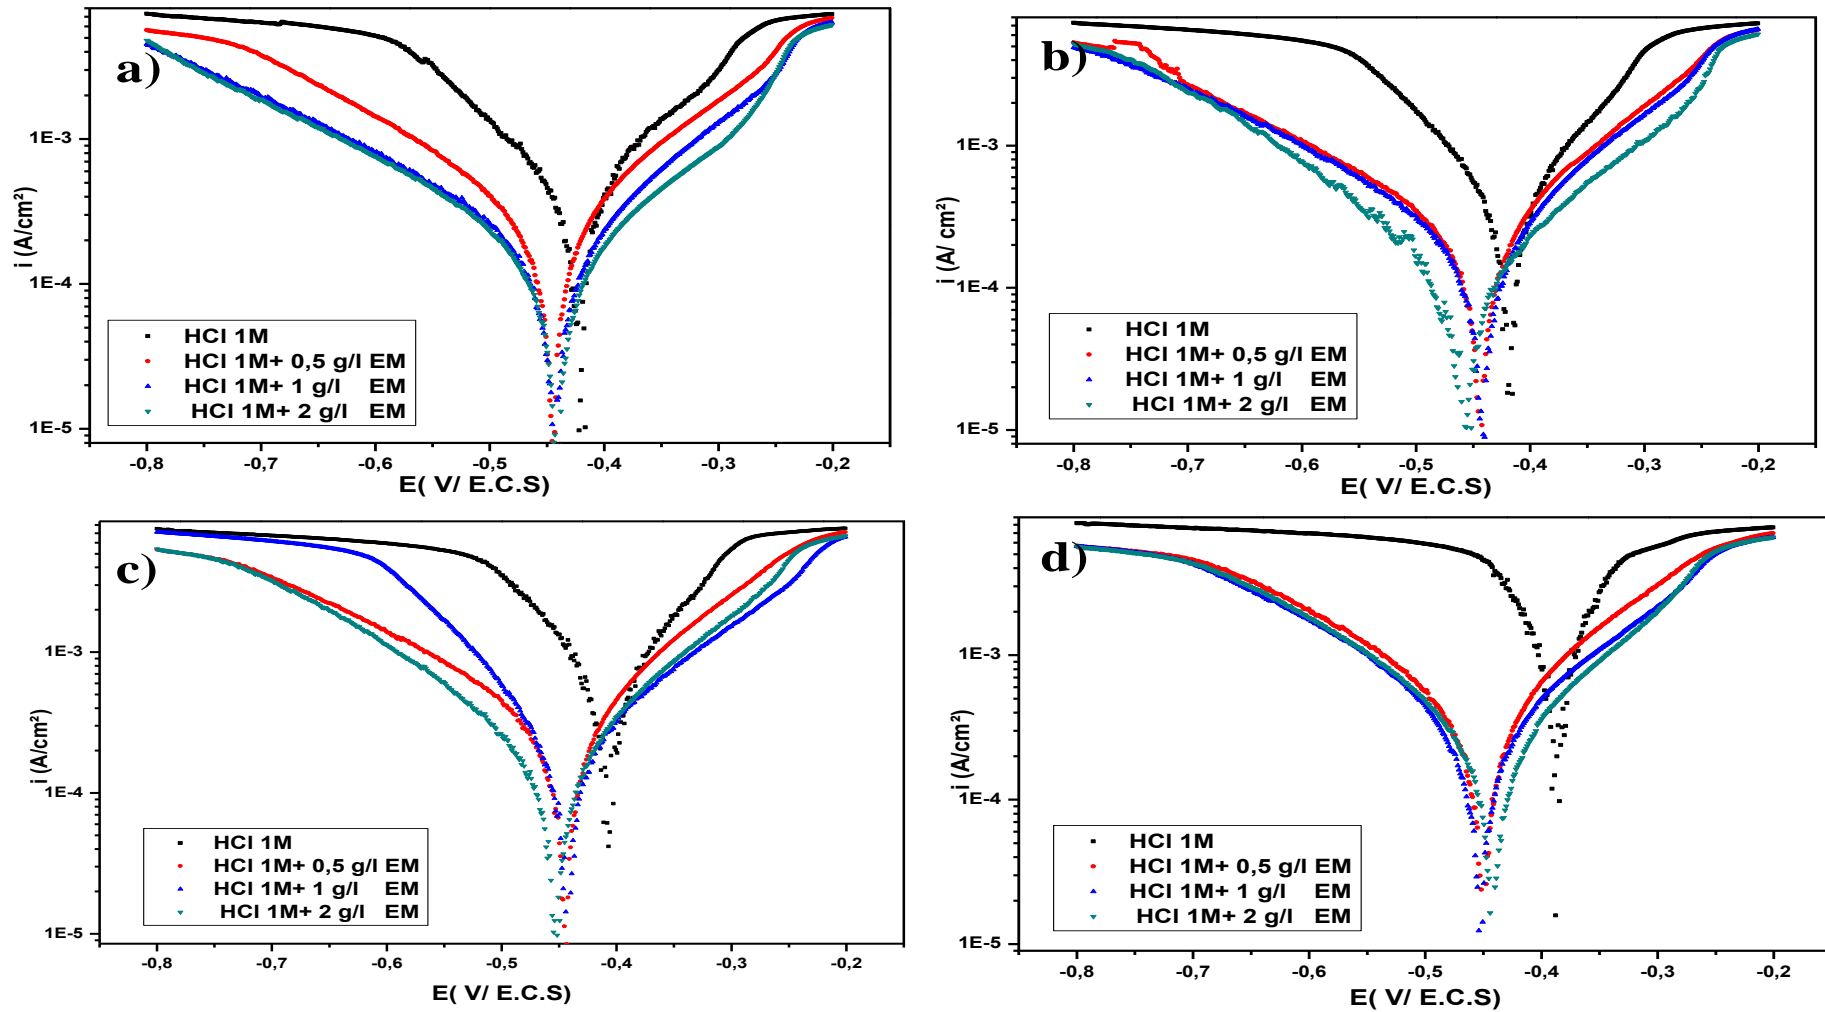 a)
1E-3
1E-4
1E-5
i (A/cm²)
HCl 1M
HCl 1M+ 0,5 g/l EM
HCl 1M+ 1 g/l EM
HCl 1M+ 2 g/l EM
-0,8 -0,7 -0,6 -0,5 -0,4 -0,3 -0,2
E( V/ E.C.S)
b)
1E-3
1E-4
1E-5
i (A/ cm²)
HCl 1M
HCl 1M+ 0,5 g/l EM
HCl 1M+ 1 g/l EM
HCl 1M+ 2 g/l EM
-0,8 -0,7 -0,6 -0,5 -0,4 -0,3 -0,2
E( V/ E.C.S)
c)
1E-3
1E-4
1E-5
i (A/cm²)
HCl 1M
HCl 1M+ 0,5 g/l EM
HCl 1M+ 1 g/l EM
HCl 1M+ 2 g/l EM
-0,8 -0,7 -0,6 -0,5 -0,4 -0,3 -0,2
E( V/ E.C.S)
d)
1E-3
1E-4
1E-5
i (A/cm²)
HCl 1M
HCl 1M+ 0,5 g/l EM
HCl 1M+ 1 g/l EM
HCl 1M+ 2 g/l EM
-0,8 -0,7 -0,6 -0,5 -0,4 -0,3 -0,2
E( V/ E.C.S)